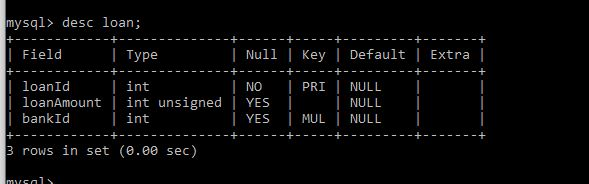 mysql> desc loan;
+------------+--------------+------+-----+---------+-------+
| Field      | Type         | Null | Key | Default | Extra |
+------------+--------------+------+-----+---------+-------+
| loanId     | int          | NO   | PRI | NULL    |       |
| loanAmount | int unsigned | YES  |     | NULL    |       |
| bankId     | int          | YES  | MUL | NULL    |       |
+------------+--------------+------+-----+---------+-------+
3 rows in set (0.00 sec)
mysql>